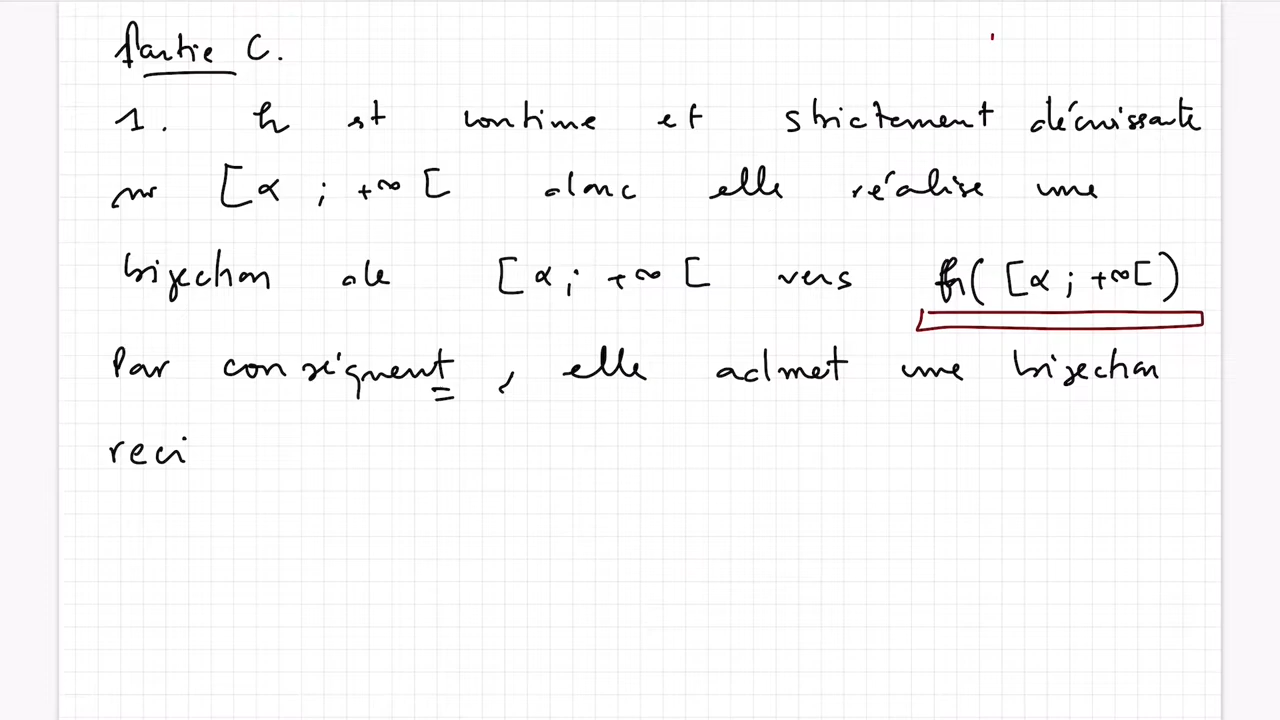 Partie C.
1. h est continue et strictement décroissante
sur [α ; +∞[ donc elle réalise une
bijection de [α ; +∞[ vers h([α ; +∞[)
Par conséquent, elle admet une bijection
reci